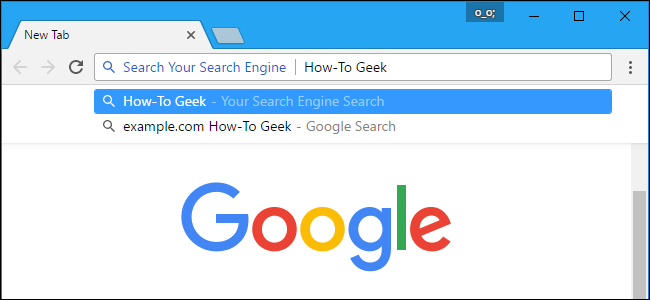 o_o;
New Tab
Search Your Search Engine | How-To Geek
How-To Geek - Your Search Engine Search
example.com How-To Geek - Google Search
Google